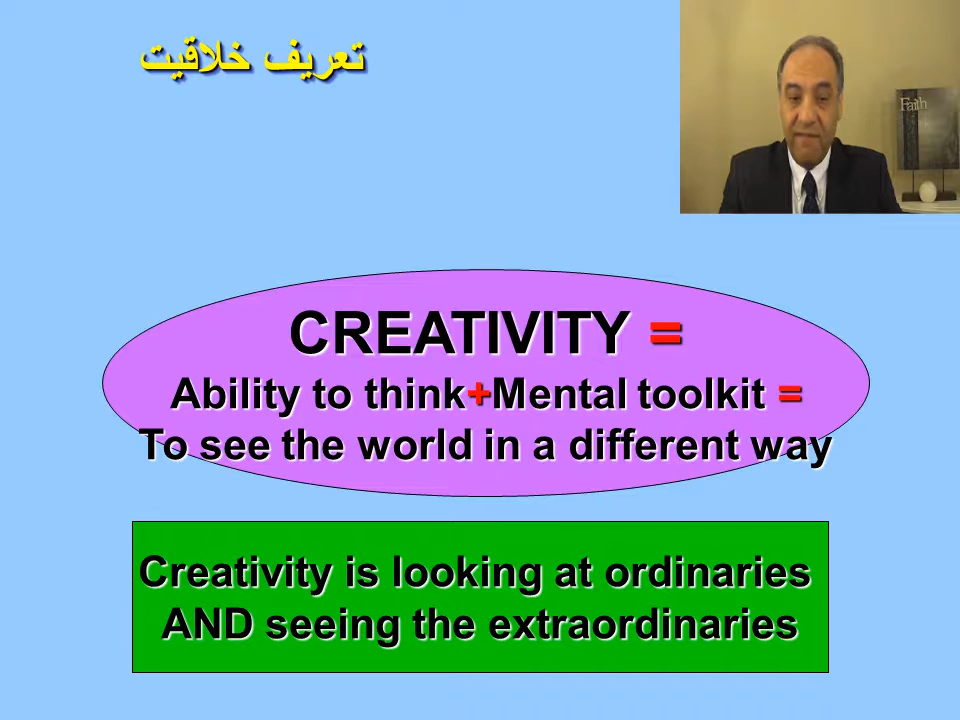 تعریف خلاقیت
Faith
CREATIVITY =
Ability to think+Mental toolkit =
To see the world in a different way
Creativity is looking at ordinaries
AND seeing the extraordinaries